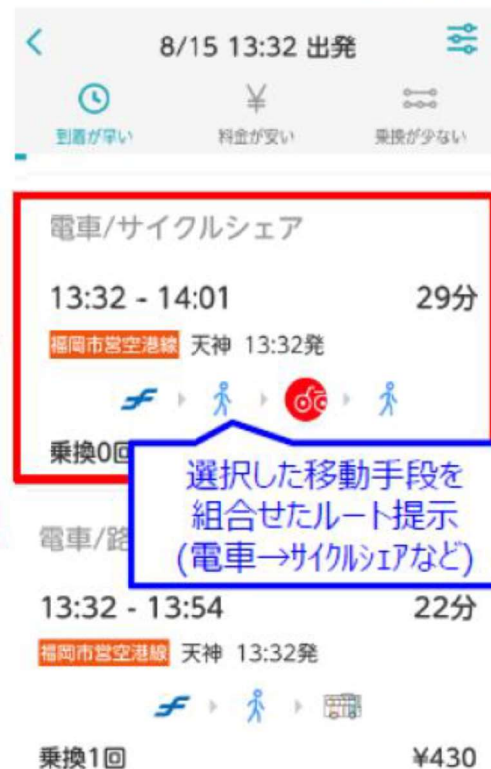 8/15 13:32 出発
到着が早い
料金が安い
乗換が少ない
電車/サイクルシェア
13:32 - 14:01
29分
福岡市営空港線 天神 13:32発
乗換0回
選択した移動手段を
組合せたルート提示
(電車→サイクルシェアなど)
電車/路
13:32 - 13:54
22分
福岡市営空港線 天神 13:32発
乗換1回
¥430